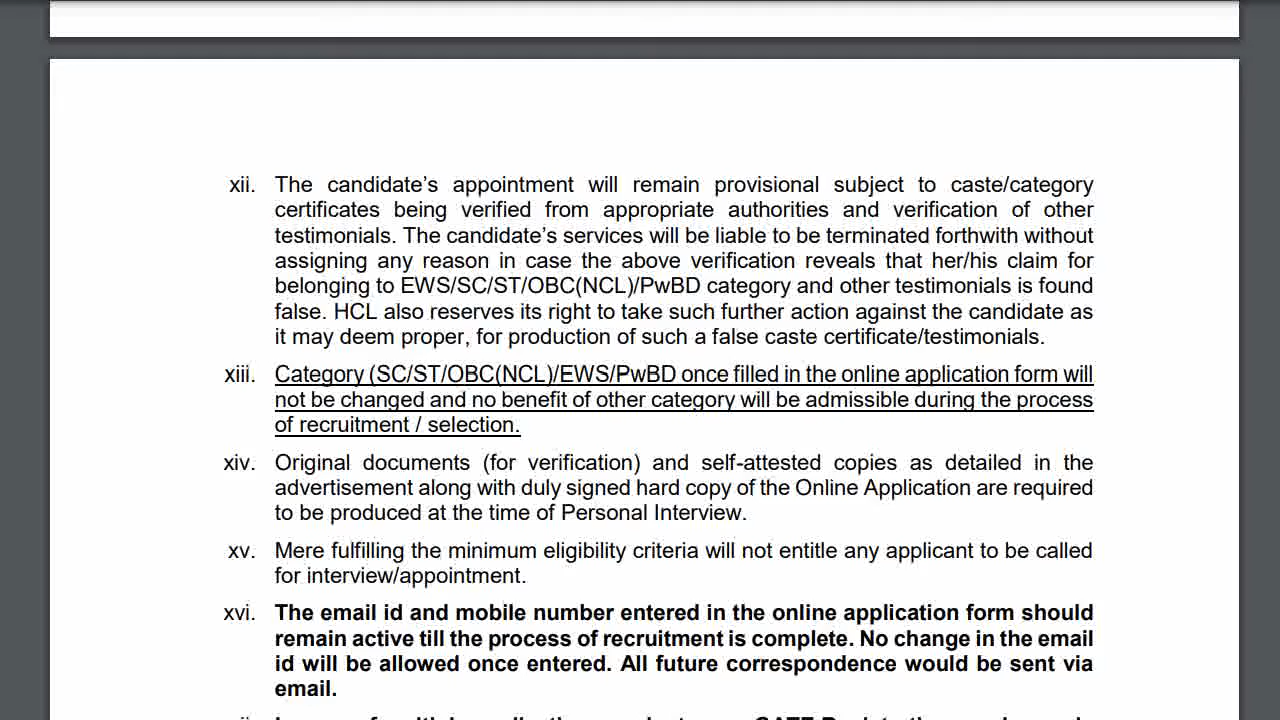 xii. The candidate’s appointment will remain provisional subject to caste/category
certificates being verified from appropriate authorities and verification of other
testimonials. The candidate’s services will be liable to be terminated forthwith without
assigning any reason in case the above verification reveals that her/his claim for
belonging to EWS/SC/ST/OBC(NCL)/PwBD category and other testimonials is found
false. HCL also reserves its right to take such further action against the candidate as
it may deem proper, for production of such a false caste certificate/testimonials.
xiii. Category (SC/ST/OBC(NCL)/EWS/PwBD once filled in the online application form will
not be changed and no benefit of other category will be admissible during the process
of recruitment / selection.
xiv. Original documents (for verification) and self-attested copies as detailed in the
advertisement along with duly signed hard copy of the Online Application are required
to be produced at the time of Personal Interview.
xv. Mere fulfilling the minimum eligibility criteria will not entitle any applicant to be called
for interview/appointment.
xvi. The email id and mobile number entered in the online application form should
remain active till the process of recruitment is complete. No change in the email
id will be allowed once entered. All future correspondence would be sent via
email.